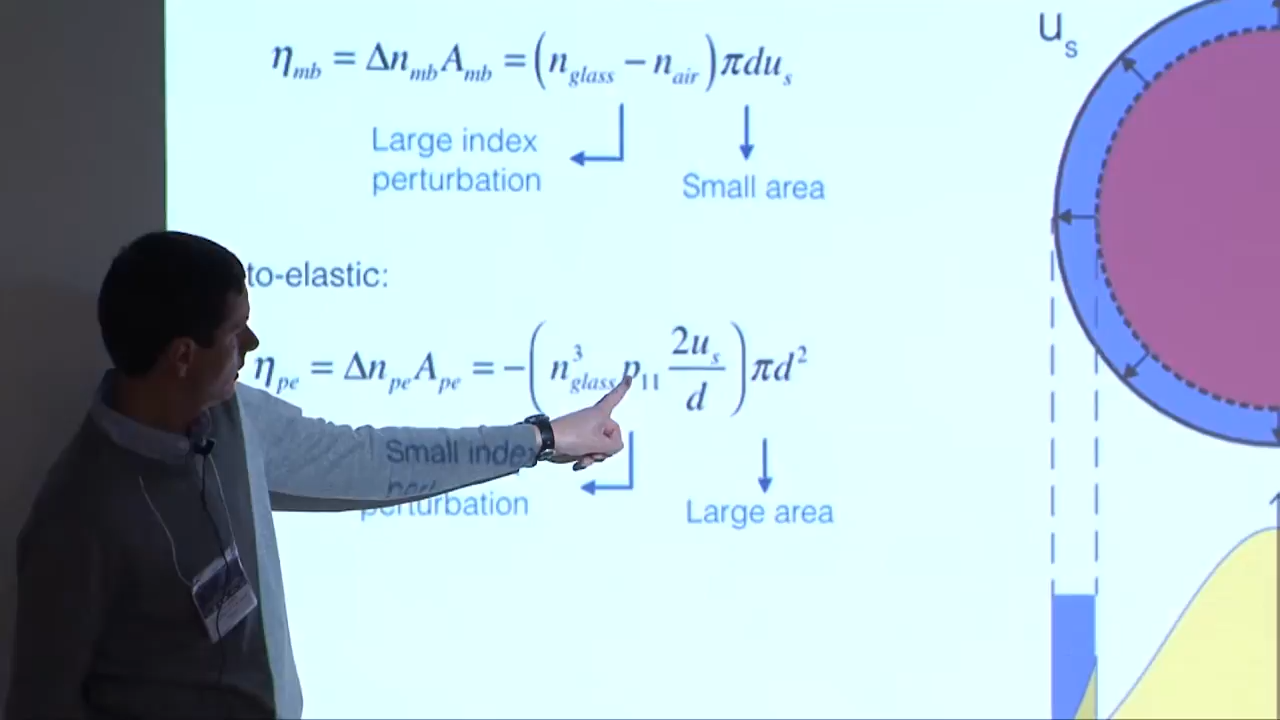 η_mb = Δn_mb A_mb = (n_glass − n_air) πdu_s
u_s
Large index
perturbation
Small area
to-elastic:
η_pe = Δn_pe A_pe = −(n³_glass p_11 2u_s/d) πd²
Small index
perturbation
Large area